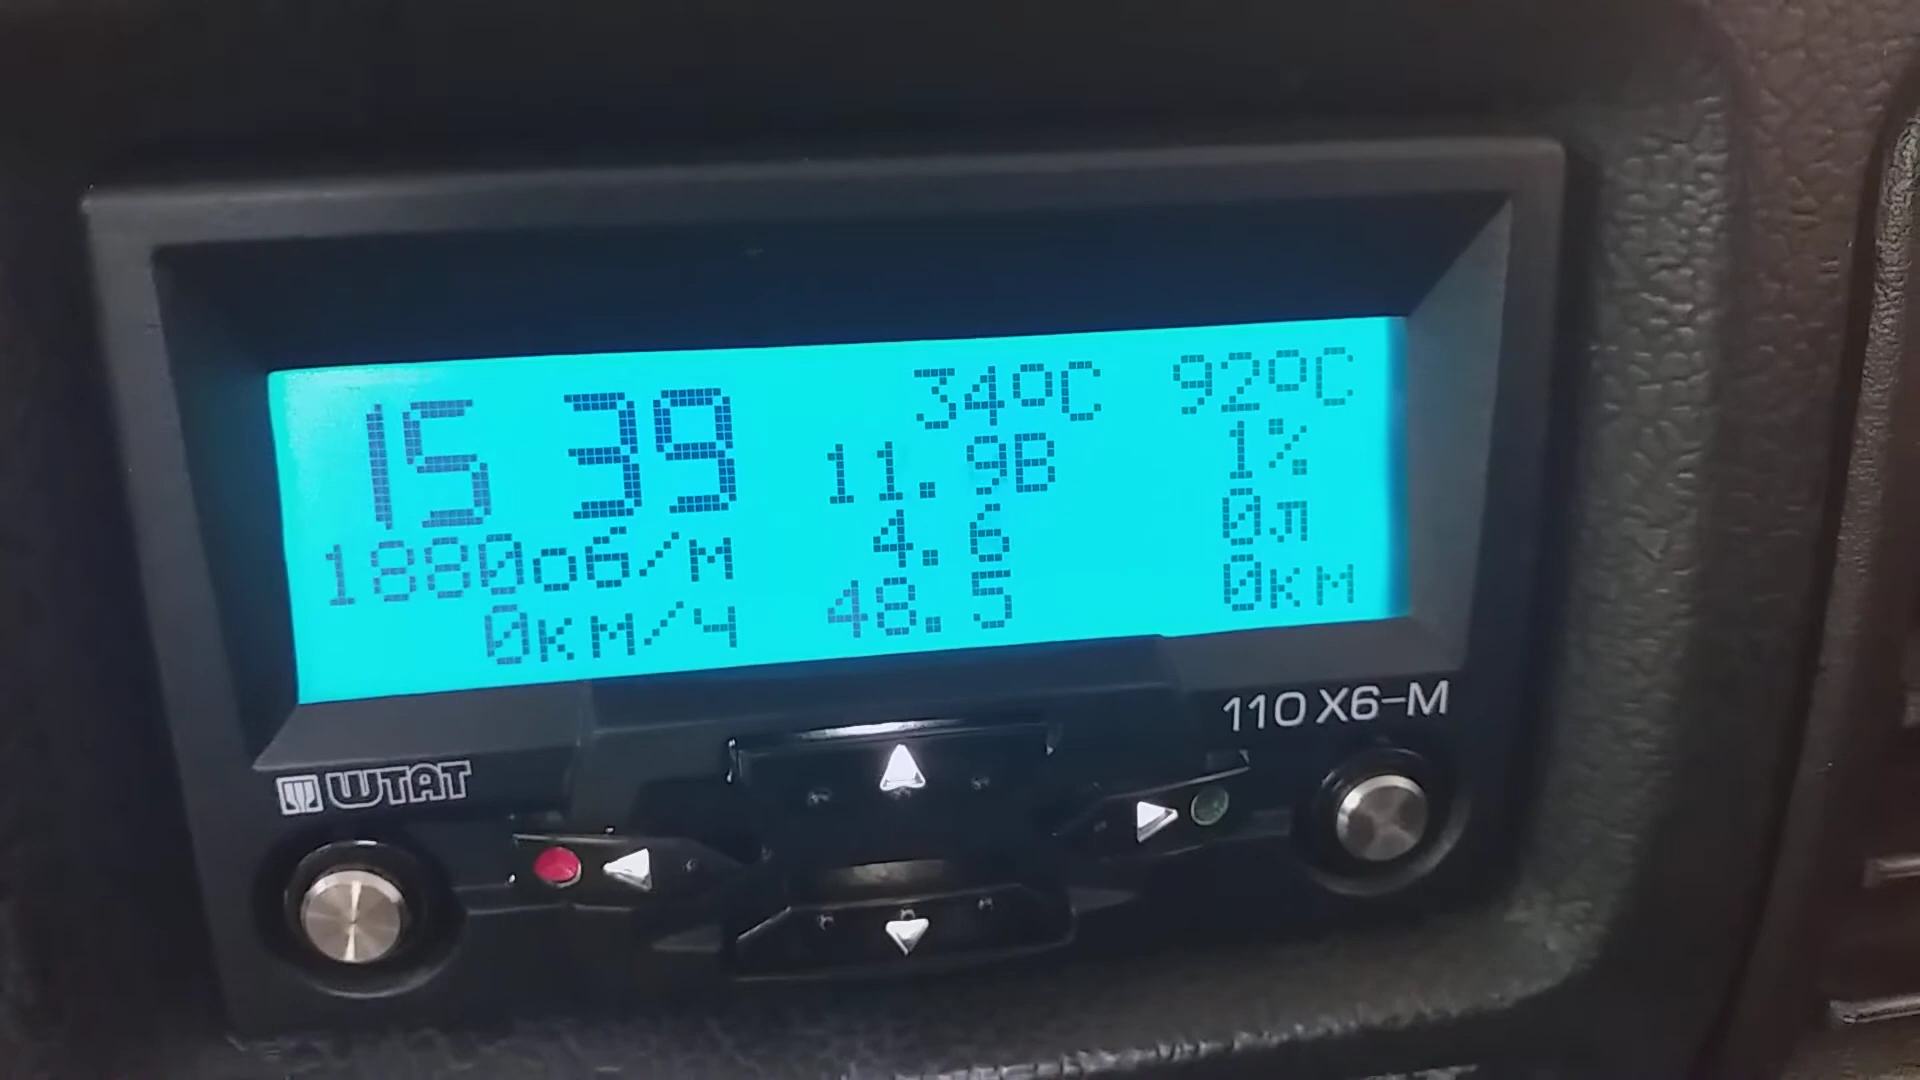 15 39 34°C 92°C
11.9В 1%
1880об/м 4.6 0л
0км/ч 48.5 0км
110 X6-M
ШТАТ